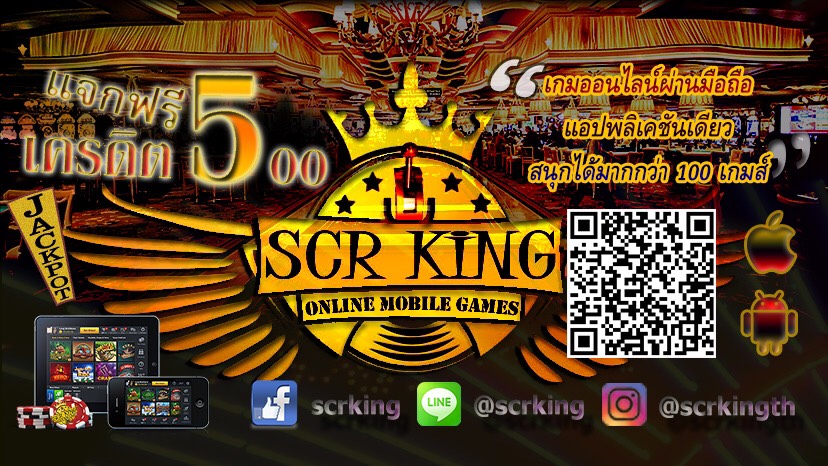 แจกฟรี
เครดิต 500
“ เกมออนไลน์ผ่านมือถือ
แอปพลิเคชันเดียว
สนุกได้มากกว่า 100 เกมส์ ”
JACKPOT
SCR KING
ONLINE MOBILE GAMES
scrking
LINE
@scrking
@scrkingth